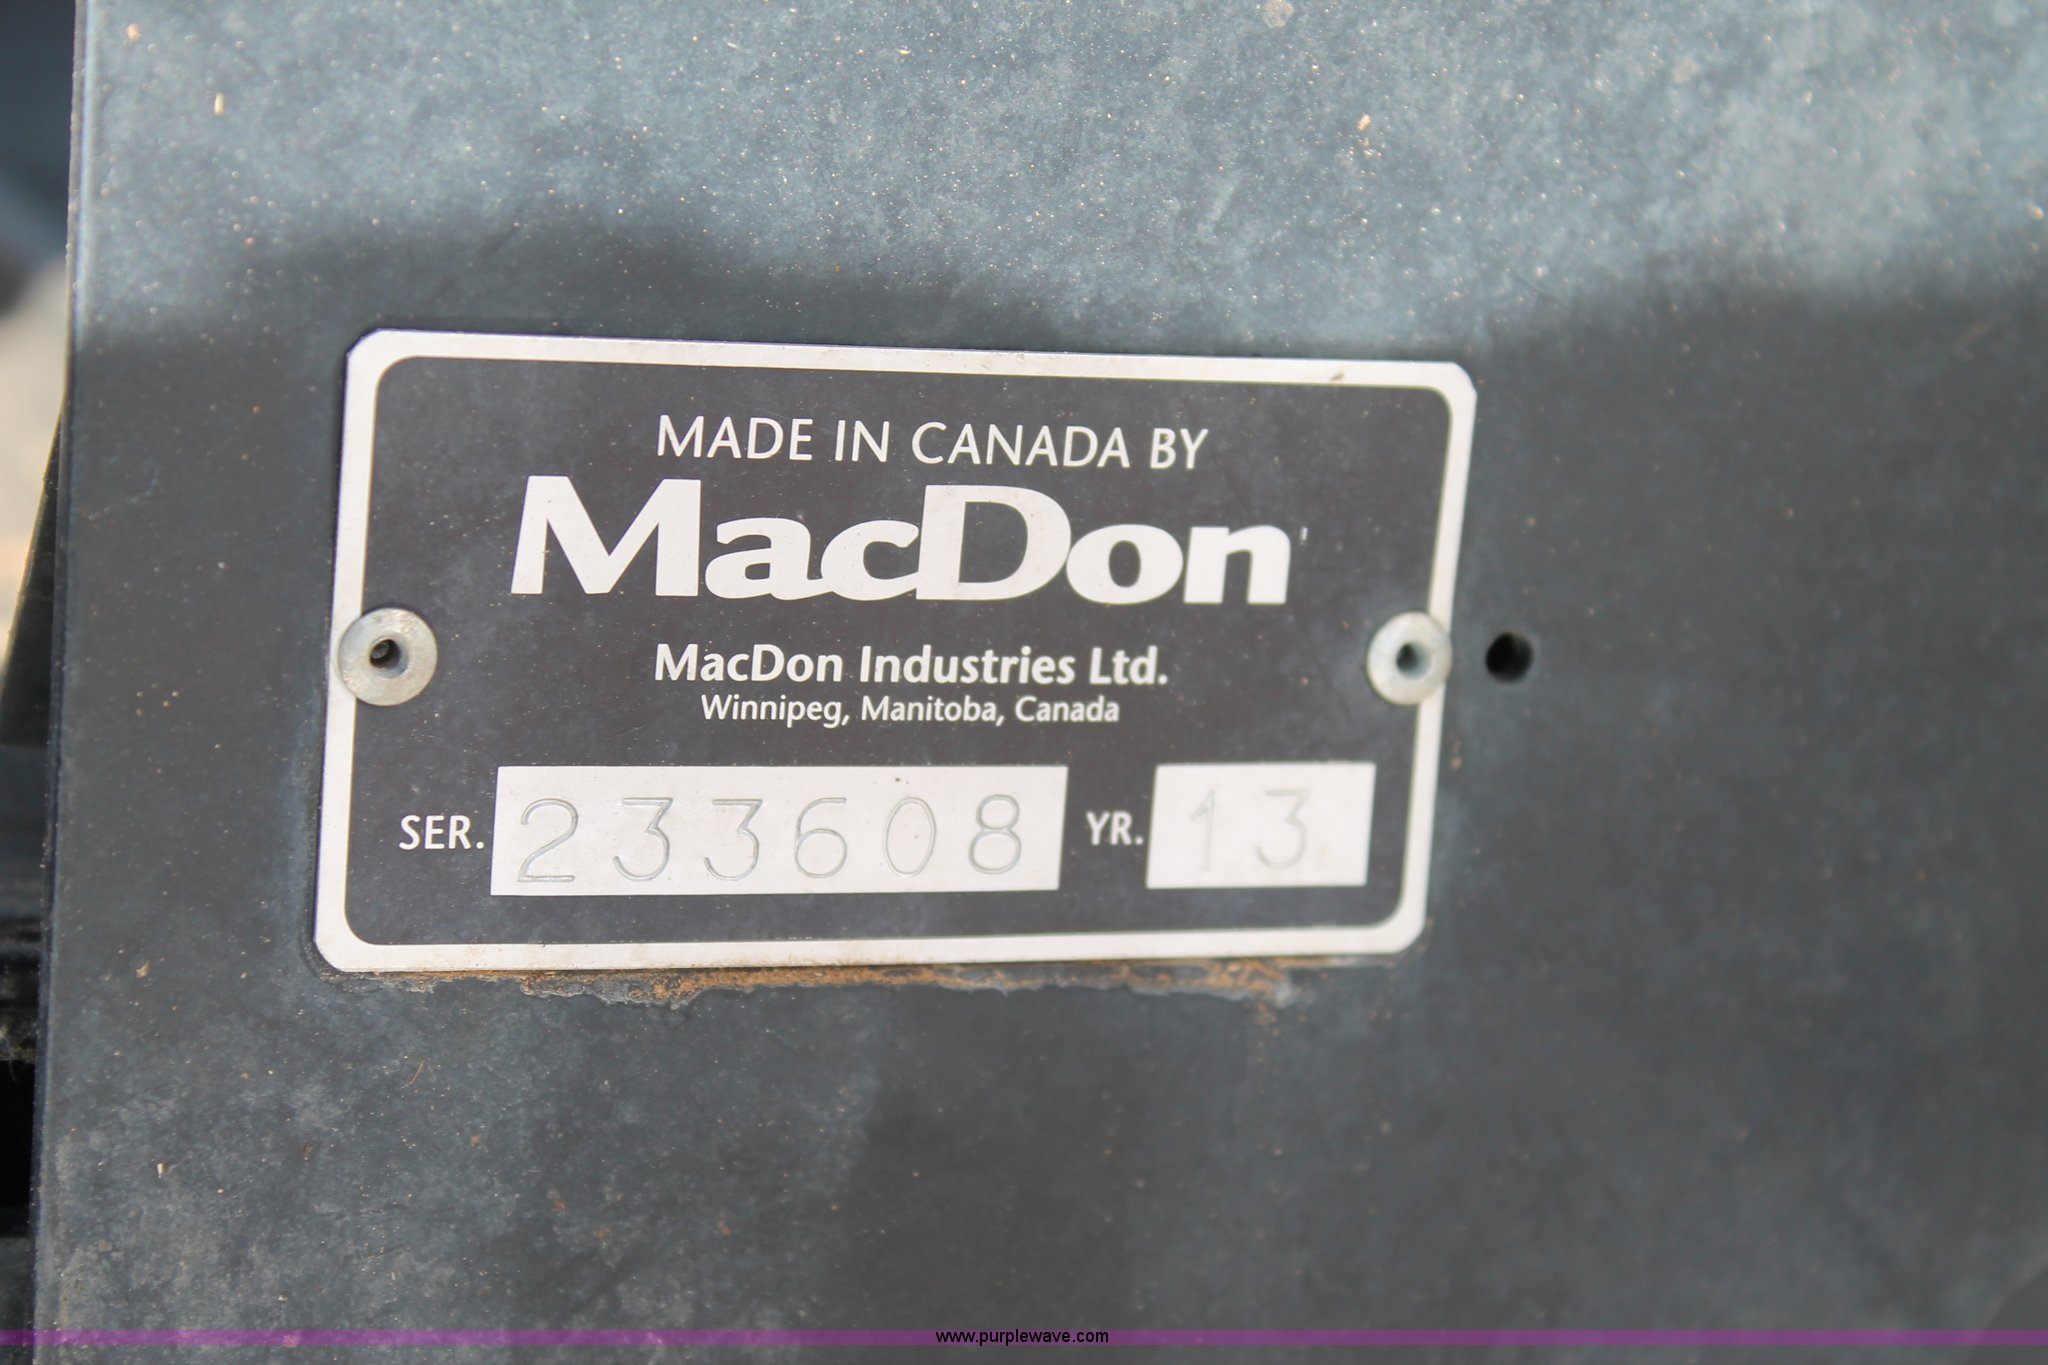 MADE IN CANADA BY
MacDon
MacDon Industries Ltd.
Winnipeg, Manitoba, Canada
SER. 233608 YR. 13
www.purplewave.com